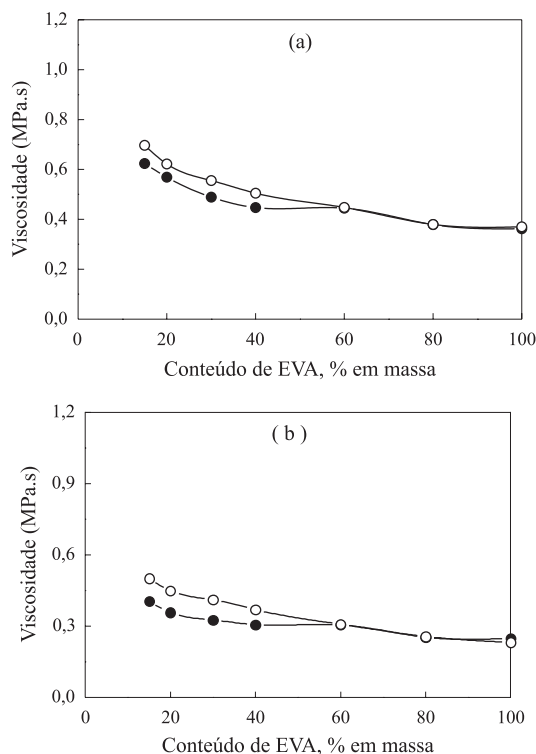 (a)
1,2
1,0
0,8
0,6
0,4
0,2
0,0
Viscosidade (MPa.s)
0 20 40 60 80 100
Conteúdo de EVA, % em massa
( b )
1,2
0,9
0,6
0,3
0,0
Viscosidade (MPa.s)
0 20 40 60 80 100
Conteúdo de EVA, % em massa